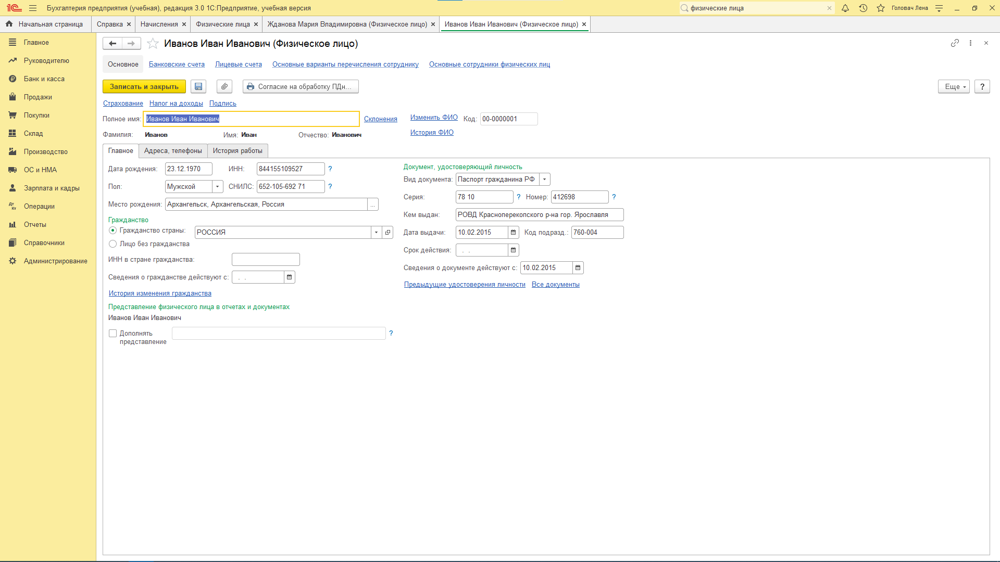 Бухгалтерия предприятия (учебная), редакция 3.0 1С:Предприятие, учебная версия
физические лица
Головач Лена
Начальная страница
Справка
Начисления
Физические лица
Жданова Мария Владимировна (Физическое лицо)
Иванов Иван Иванович (Физическое лицо)
Главное
Руководителю
Банк и касса
Продажи
Покупки
Склад
Производство
ОС и НМА
Зарплата и кадры
Операции
Отчеты
Справочники
Администрирование
Иванов Иван Иванович (Физическое лицо)
Основное Банковские счета Лицевые счета Основные варианты перечисления сотруднику Основные сотрудники физических лиц
Записать и закрыть Согласие на обработку ПДн... Еще ?
Страхование Налог на доходы Подпись
Полное имя: Иванов Иван Иванович Склонения Изменить ФИО Код: 00-0000001
История ФИО
Фамилия: Иванов Имя: Иван Отчество: Иванович
Главное Адреса, телефоны История работы
Дата рождения: 23.12.1970 ИНН: 844155109527 ?
Пол: Мужской СНИЛС: 652-105-692 71 ?
Место рождения: Архангельск, Архангельская, Россия ...
Гражданство
Гражданство страны: РОССИЯ
Лицо без гражданства
ИНН в стране гражданства:
Сведения о гражданстве действуют с: . .
История изменения гражданства
Представление физического лица в отчетах и документах
Иванов Иван Иванович
Дополнять
представление
?
Документ, удостоверяющий личность
Вид документа: Паспорт гражданина РФ
Серия: 78 10 ? Номер: 412698 ?
Кем выдан: РОВД Красноперекопского р-на гор. Ярославля
Дата выдачи: 10.02.2015 Код подразд.: 760-004
Срок действия: . .
Сведения о документе действуют с: 10.02.2015
Предыдущие удостоверения личности Все документы